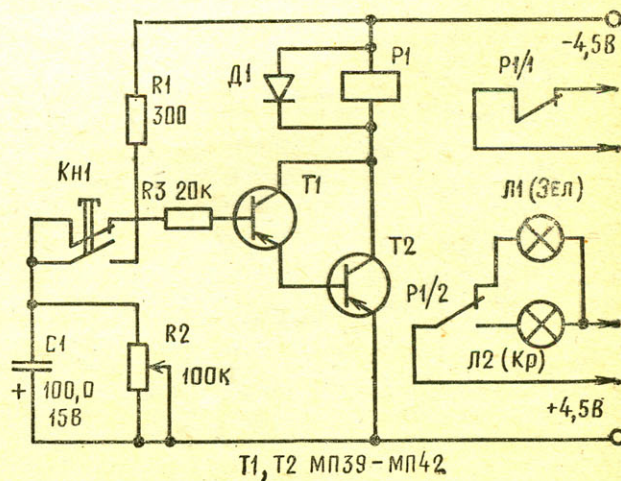 -4,5В
Р1
Д1
Р1/1
R1
300
Кн1
R3 20к
Т1
Л1 (Зел)
Т2
Р1/2
C1
+
100,0
15В
R2
100к
Л2 (Кр)
+4,5В
Т1, Т2 МП39-МП42